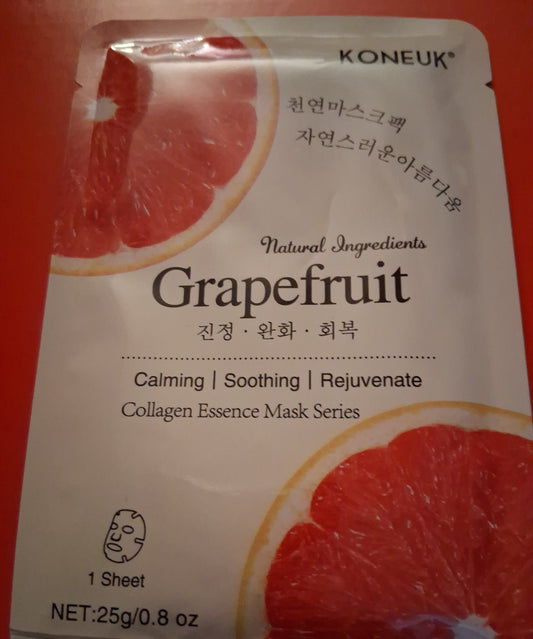 KONEUK®
천연마스크팩
자연스러운아름다움
Natural Ingredients
Grapefruit
진정 · 완화 · 회복
Calming | Soothing | Rejuvenate
Collagen Essence Mask Series
1 Sheet
NET:25g/0.8 oz